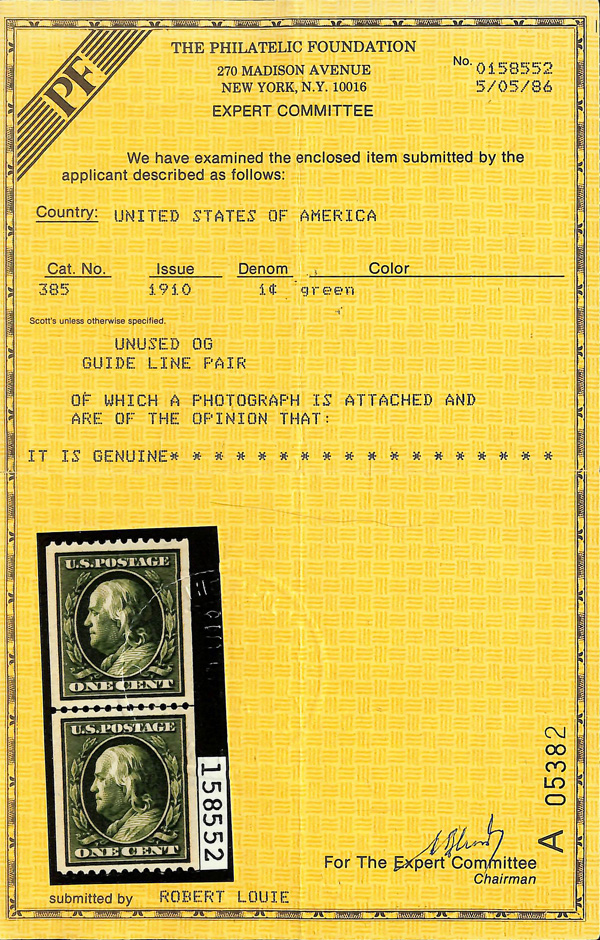 PF
THE PHILATELIC FOUNDATION
270 MADISON AVENUE
NEW YORK, N.Y. 10016
EXPERT COMMITTEE
No. 0158552
5/05/86
We have examined the enclosed item submitted by the
applicant described as follows:
Country: UNITED STATES OF AMERICA
Cat. No. Issue Denom Color
385 1910 1¢ green
Scott's unless otherwise specified.
UNUSED OG
GUIDE LINE PAIR
OF WHICH A PHOTOGRAPH IS ATTACHED AND
ARE OF THE OPINION THAT:
IT IS GENUINE* * * * * * * * * * * * * * * * * *
U.S. POSTAGE
ONE CENT
U.S. POSTAGE
ONE CENT
158552
A 05382
For The Expert Committee
Chairman
submitted by ROBERT LOUIE